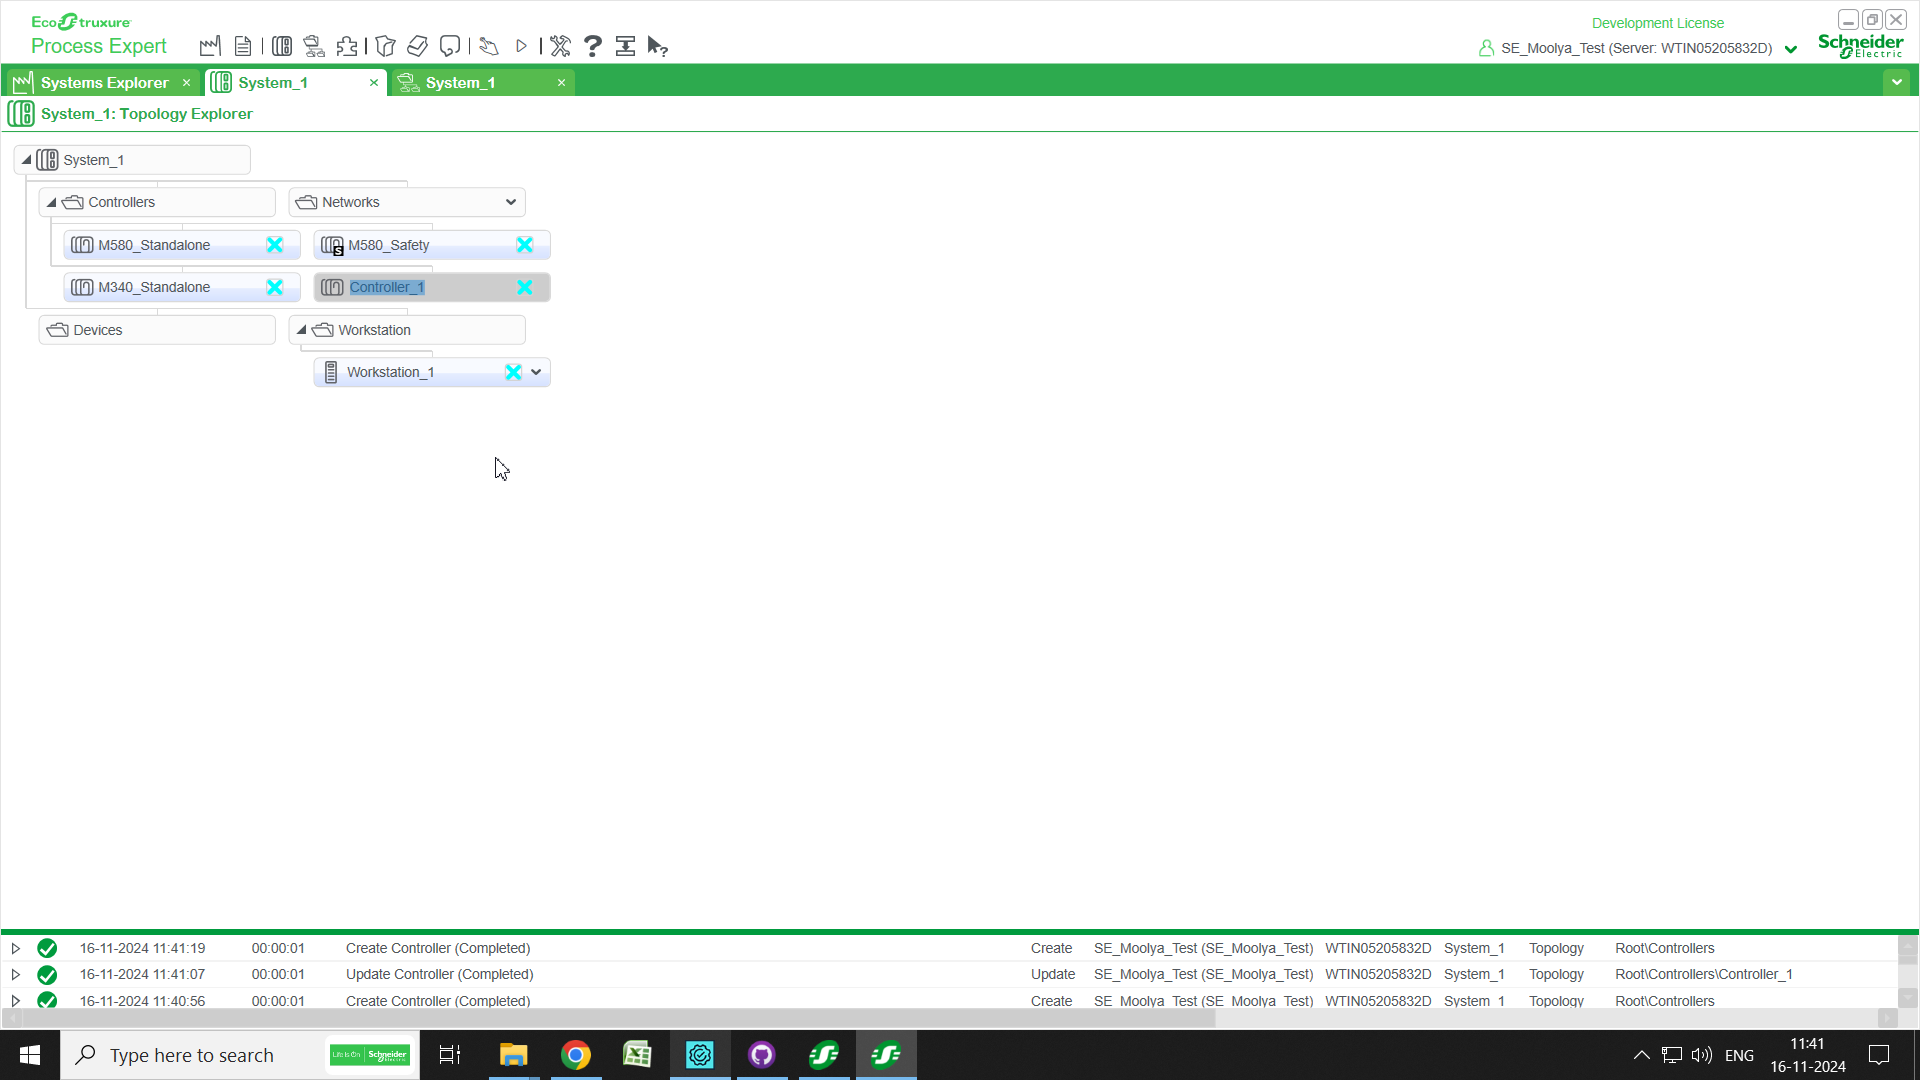 EcoStruxure
Process Expert
Development License
SE_Moolya_Test (Server: WTIN05205832D)
Schneider
Electric
Systems Explorer
System_1
System_1
System_1: Topology Explorer
System_1
Controllers
Networks
M580_Standalone
M580_Safety
M340_Standalone
Controller_1
Devices
Workstation
Workstation_1
16-11-2024 11:41:19 00:00:01 Create Controller (Completed) Create SE_Moolya_Test (SE_Moolya_Test) WTIN05205832D System_1 Topology Root\Controllers
16-11-2024 11:41:07 00:00:01 Update Controller (Completed) Update SE_Moolya_Test (SE_Moolya_Test) WTIN05205832D System_1 Topology Root\Controllers\Controller_1
16-11-2024 11:40:56 00:00:01 Create Controller (Completed) Create SE_Moolya_Test (SE_Moolya_Test) WTIN05205832D System_1 Topology Root\Controllers
Type here to search
Life Is On Schneider Electric
ENG
11:41
16-11-2024